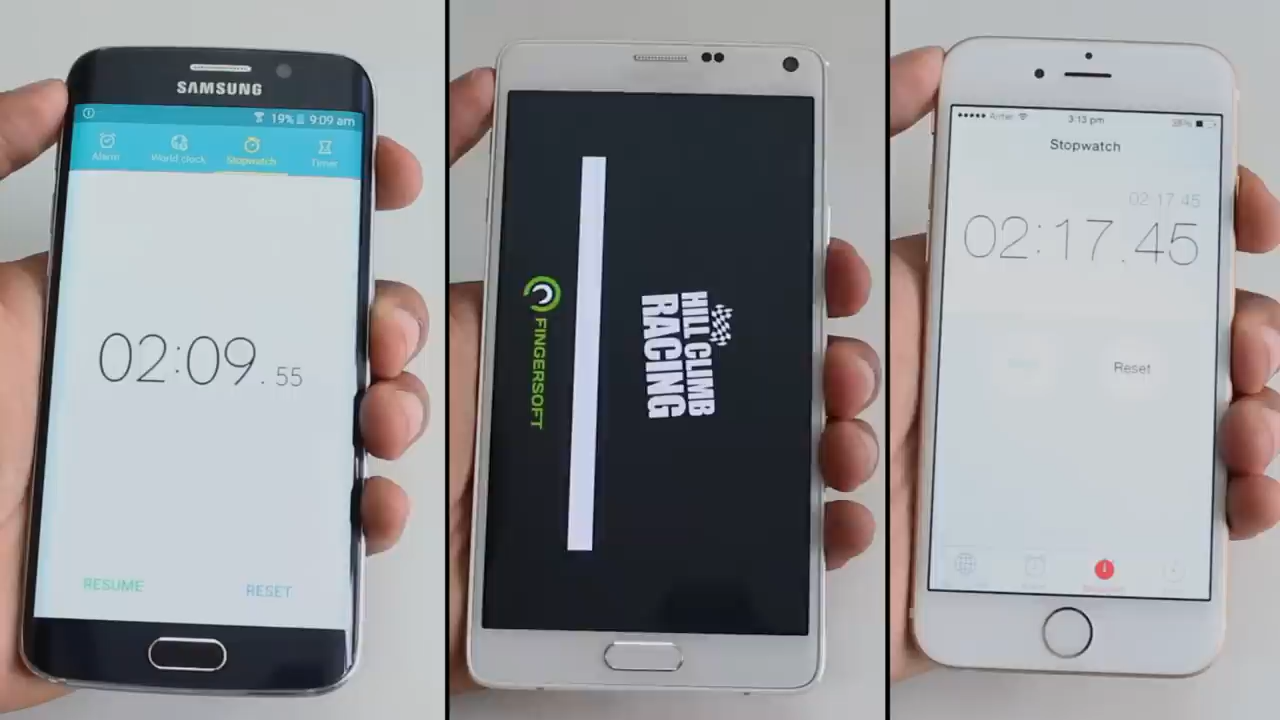 SAMSUNG
19% 9:09 am
Alarm World clock Stopwatch Timer
02:09.55
RESUME RESET
HILL CLIMB
RACING
FINGERSOFT
Airtel 3:13 pm
Stopwatch
02:17.45
02:17.45
Reset